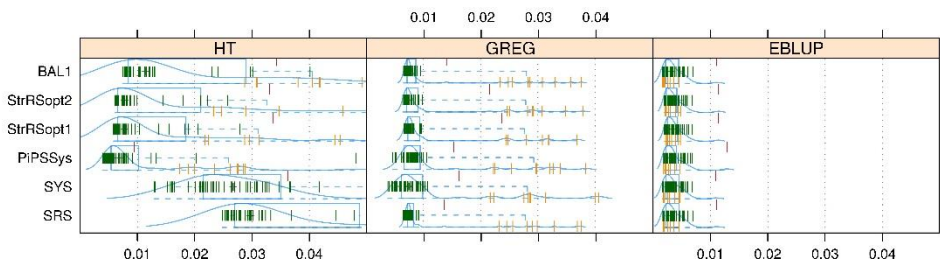 0.01 0.02 0.03 0.04
HT GREG EBLUP
BAL1
StrRSopt2
StrRSopt1
PiPSSys
SYS
SRS
0.01 0.02 0.03 0.04 0.01 0.02 0.03 0.04